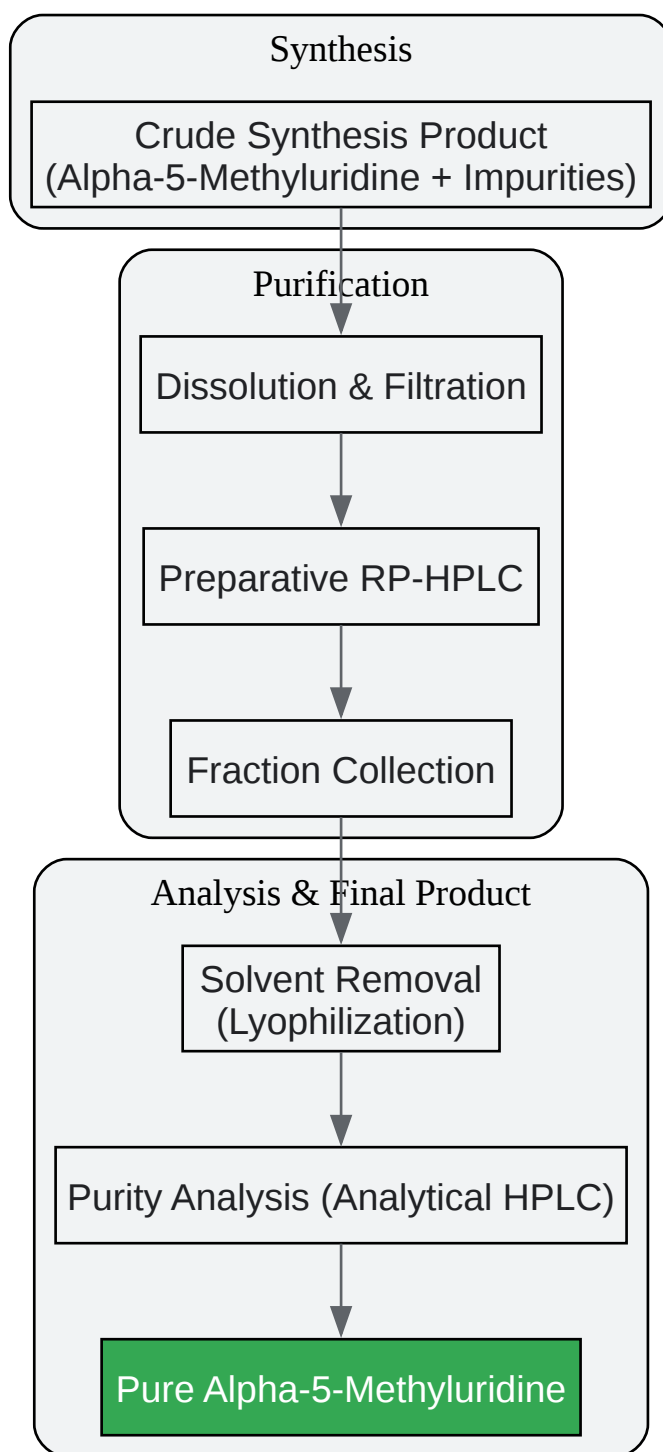 Synthesis
Crude Synthesis Product
(Alpha-5-Methyluridine + Impurities)
Purification
Dissolution & Filtration
Preparative RP-HPLC
Fraction Collection
Analysis & Final Product
Solvent Removal
(Lyophilization)
Purity Analysis (Analytical HPLC)
Pure Alpha-5-Methyluridine